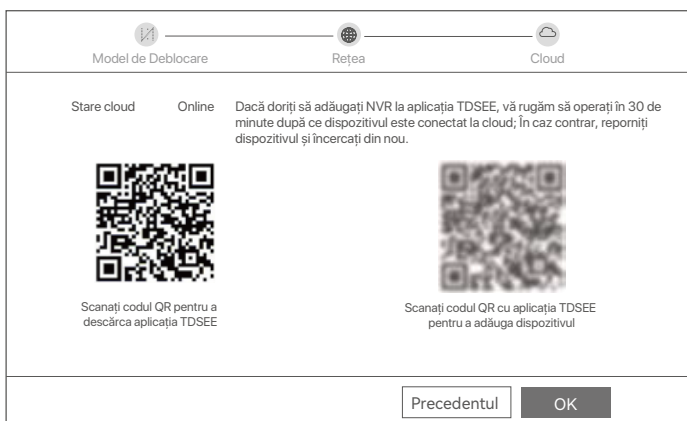 Model de Deblocare
Rețea
Cloud
Stare cloud Online
Dacă doriți să adăugați NVR la aplicația TDSEE, vă rugăm să operați în 30 de
minute după ce dispozitivul este conectat la cloud; În caz contrar, reporniți
dispozitivul și încercați din nou.
Scanați codul QR pentru a
descărca aplicația TDSEE
Scanați codul QR cu aplicația TDSEE
pentru a adăuga dispozitivul
Precedentul
OK